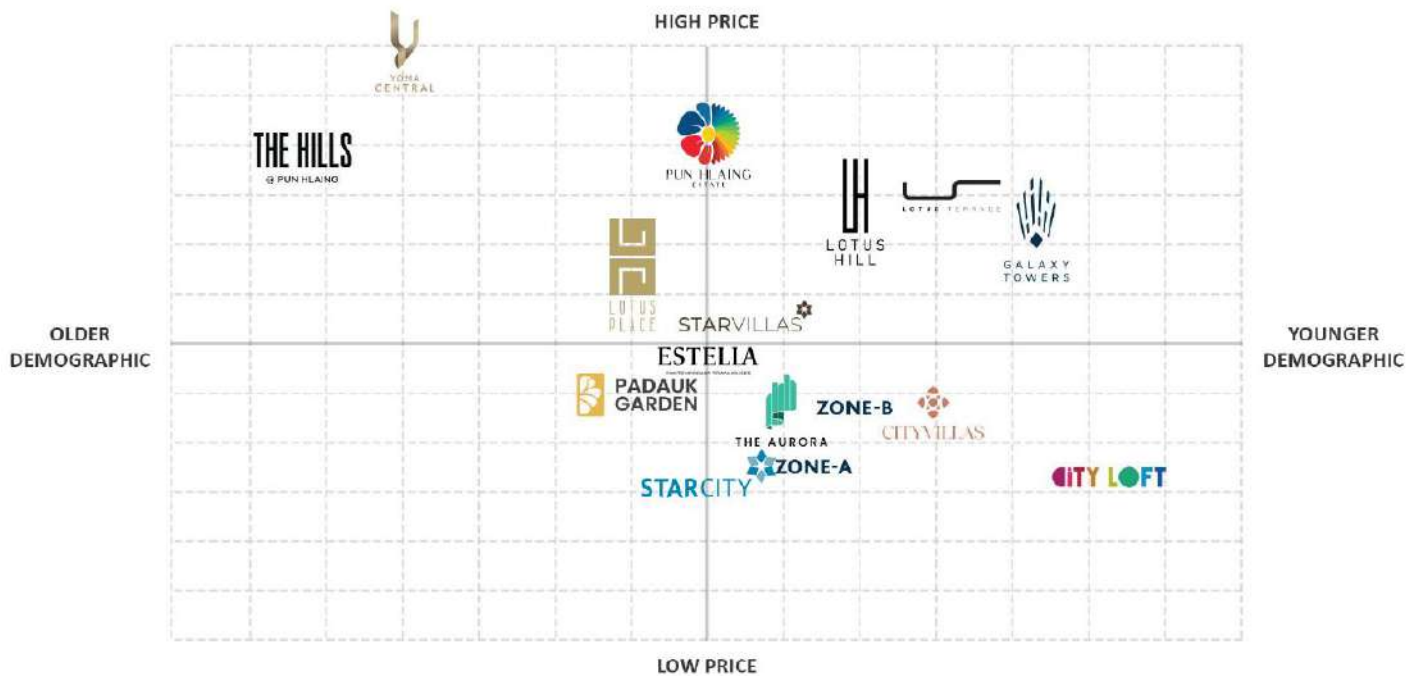 HIGH PRICE
YOMA
CENTRAL
THE HILLS
@ PUN HLAING
PUN HLAING
ESTATE
LOTUS TERRACE
LOTUS
HILL
GALAXY
TOWERS
LOTUS
PLACE
STARVILLAS
OLDER
DEMOGRAPHIC
YOUNGER
DEMOGRAPHIC
ESTELLA
PADAUK
GARDEN
ZONE-B
CITYVILLAS
THE AURORA
ZONE-A
STARCITY
CITY LOFT
LOW PRICE